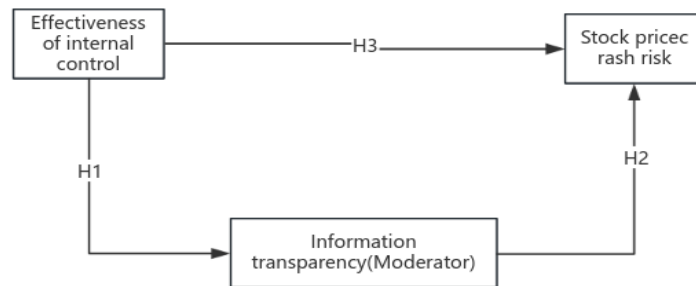 Effectiveness
of internal
control
H3
Stock pricec
rash risk
H1
H2
Information
transparency(Moderator)